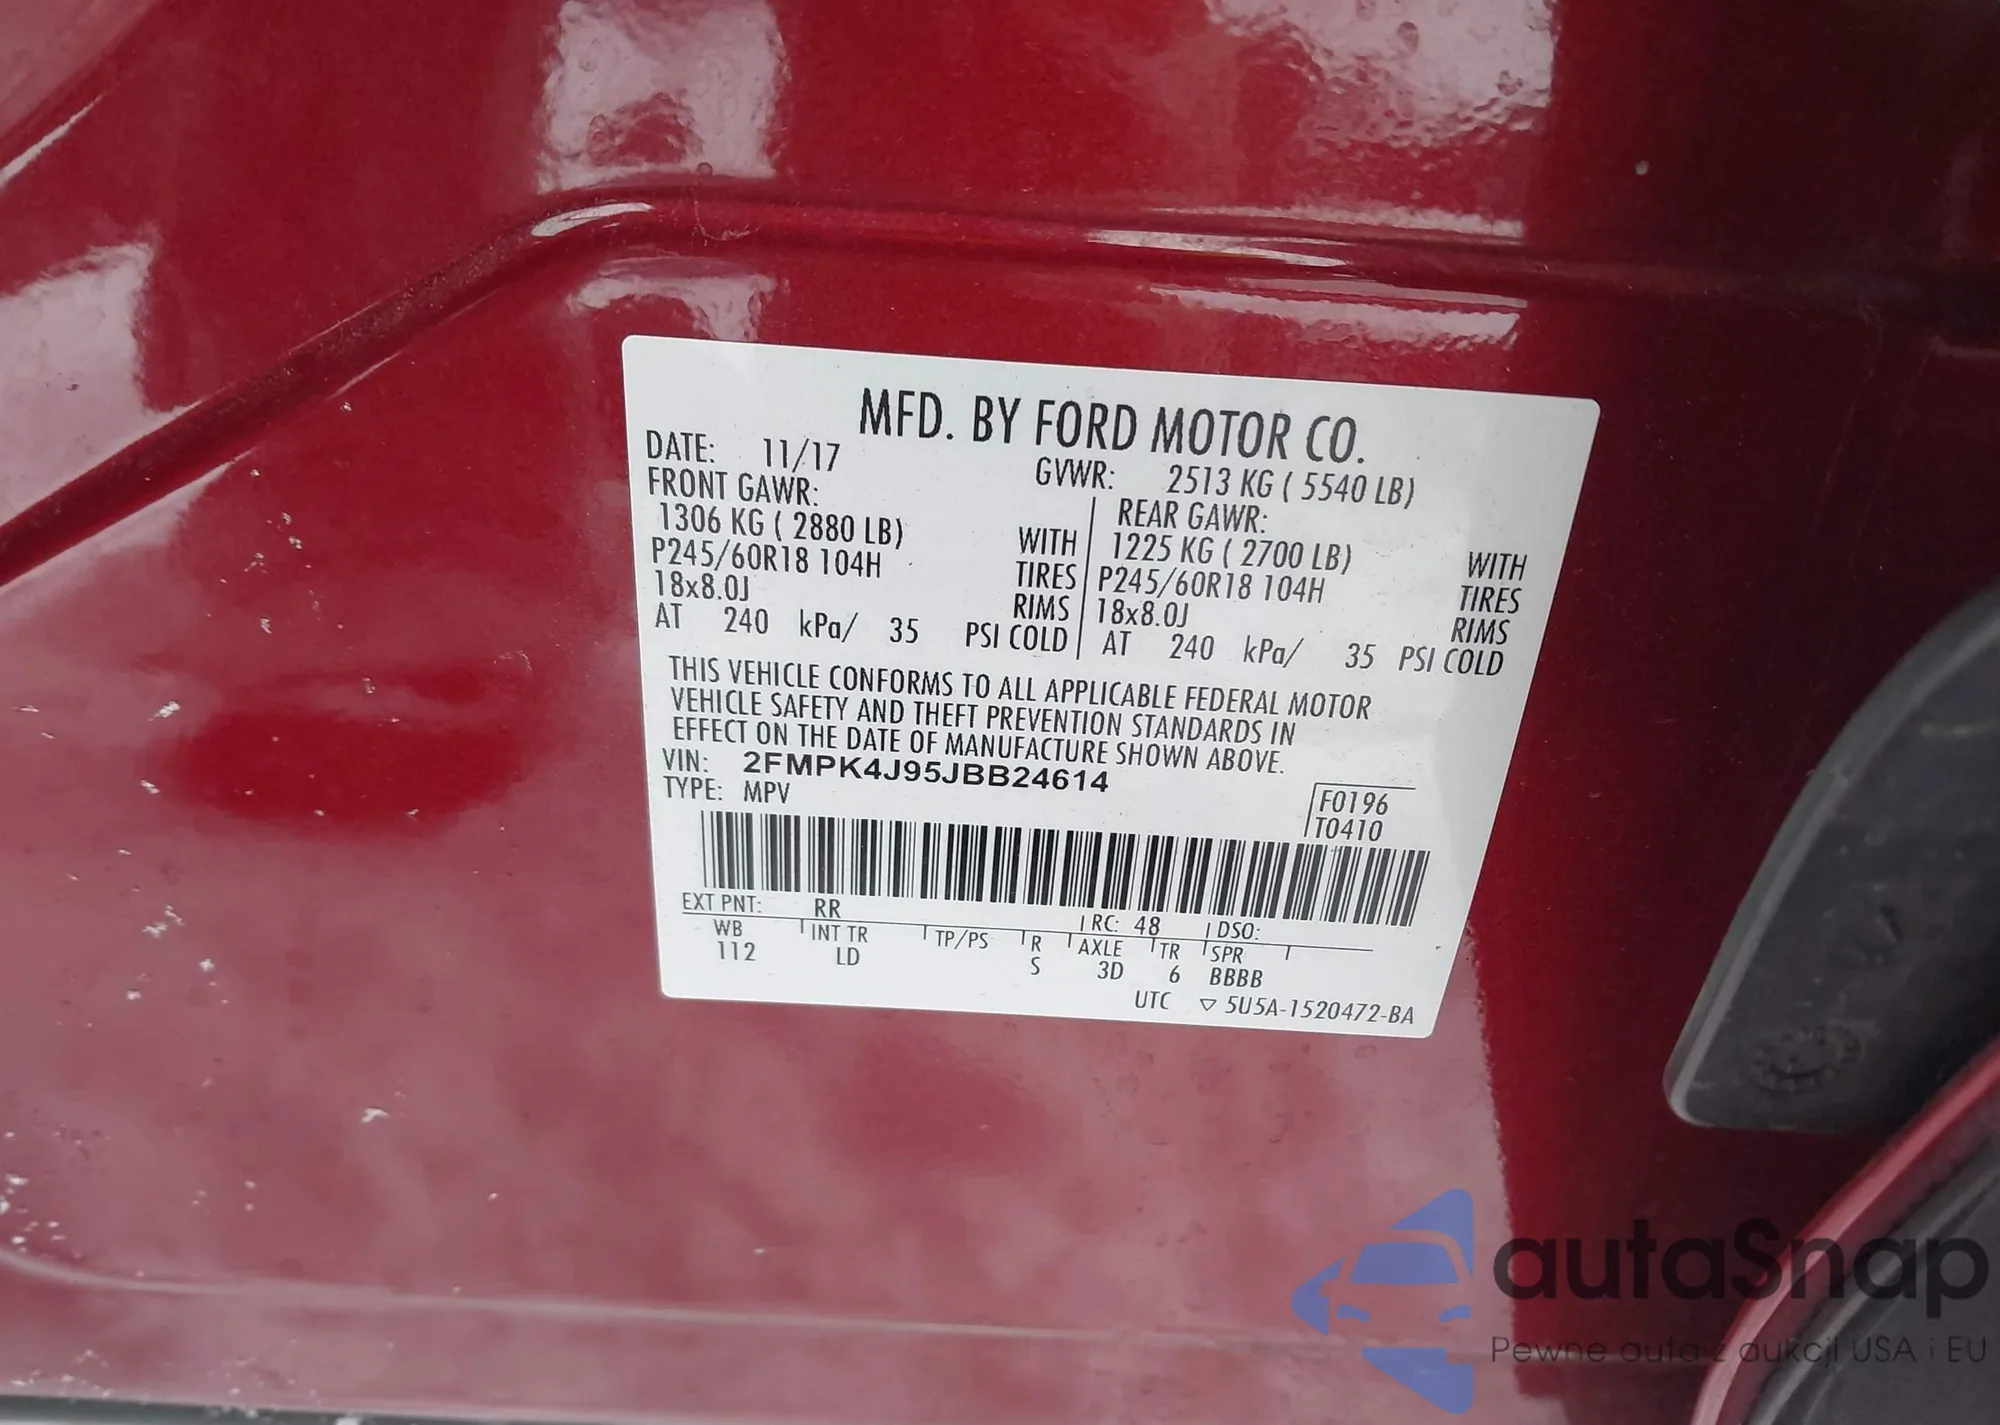 MFD. BY FORD MOTOR CO.
DATE: 11/17 GVWR: 2513 KG ( 5540 LB)
FRONT GAWR: REAR GAWR:
1306 KG ( 2880 LB) WITH 1225 KG ( 2700 LB) WITH
P245/60R18 104H TIRES P245/60R18 104H TIRES
18x8.0J RIMS 18x8.0J RIMS
AT 240 kPa/ 35 PSI COLD AT 240 kPa/ 35 PSI COLD
THIS VEHICLE CONFORMS TO ALL APPLICABLE FEDERAL MOTOR
VEHICLE SAFETY AND THEFT PREVENTION STANDARDS IN
EFFECT ON THE DATE OF MANUFACTURE SHOWN ABOVE.
VIN: 2FMPK4J95JBB24614
TYPE: MPV
F0196
T0410
EXT PNT: RR RC: 48 DSO:
WB INT TR TP/PS R AXLE TR SPR
112 LD S 3D 6 BBBB
UTC ▽ 5U5A-1520472-BA
autaSnap
Pewne auta z aukcji USA i EU